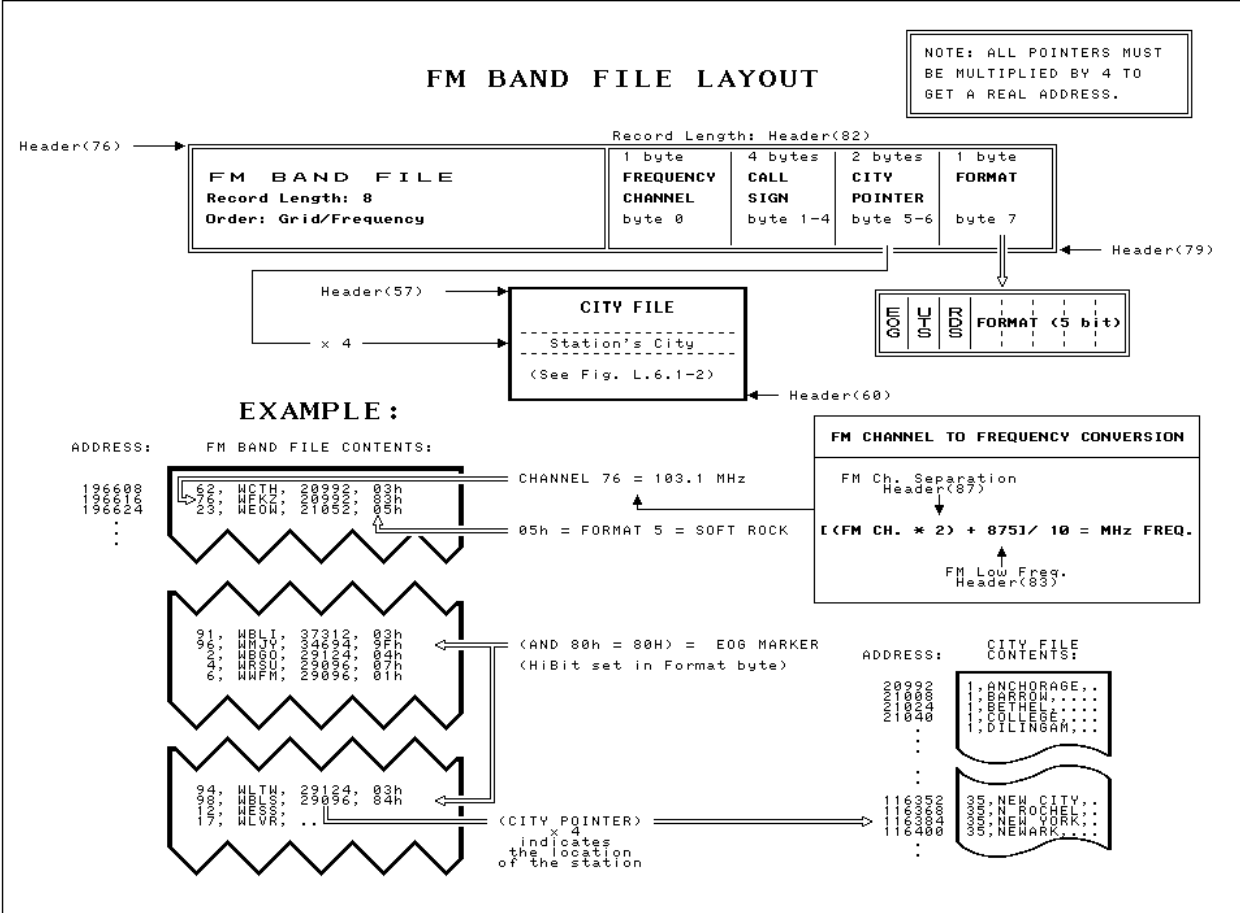 FM BAND FILE LAYOUT
NOTE: ALL POINTERS MUST
BE MULTIPLIED BY 4 TO
GET A REAL ADDRESS.
Header(76)
Record Length: Header(82)
FM BAND FILE
Record Length: 8
Order: Grid/Frequency
1 byte
FREQUENCY
CHANNEL
byte 0
4 bytes
CALL
SIGN
byte 1-4
2 bytes
CITY
POINTER
byte 5-6
1 byte
FORMAT
byte 7
Header(79)
Header(57)
x 4
CITY FILE
Station's City
(See Fig. L.6.1-2)
Header(60)
EOG
UTS
RDS
FORMAT (5 bit)
EXAMPLE:
ADDRESS:
FM BAND FILE CONTENTS:
196608
196616
196624
.
.
.
62, WCTH, 20992, 03h
76, WFKZ, 20992, 83h
23, WEOW, 21052, 05h
CHANNEL 76 = 103.1 MHz
05h = FORMAT 5 = SOFT ROCK
FM CHANNEL TO FREQUENCY CONVERSION
FM Ch. Separation
Header(87)
[(FM CH. * 2) + 875]/ 10 = MHz FREQ.
FM Low Freq.
Header(83)
91, WBLI, 37312, 03h
96, WMJY, 34694, 9Fh
2, WBGO, 29124, 04h
4, WRSU, 29096, 07h
6, WWFM, 29096, 01h
(AND 80h = 80H) = EOG MARKER
(HiBit set in Format byte)
94, WLTW, 29124, 03h
98, WBLS, 29096, 84h
12, WESS, ..
17, WLVR, ..
(CITY POINTER)
x 4
indicates
the location
of the station
ADDRESS:
CITY FILE
CONTENTS:
20992
21008
21024
21040
.
.
.
1,ANCHORAGE,..
1,BARROW,....
1,BETHEL,....
1,COLLEGE,....
1,DILINGAM,..
.
.
116352
116368
116384
116400
.
.
35,NEW CITY,..
35,N ROCHEL,..
35,NEW YORK,..
35,NEWARK,....